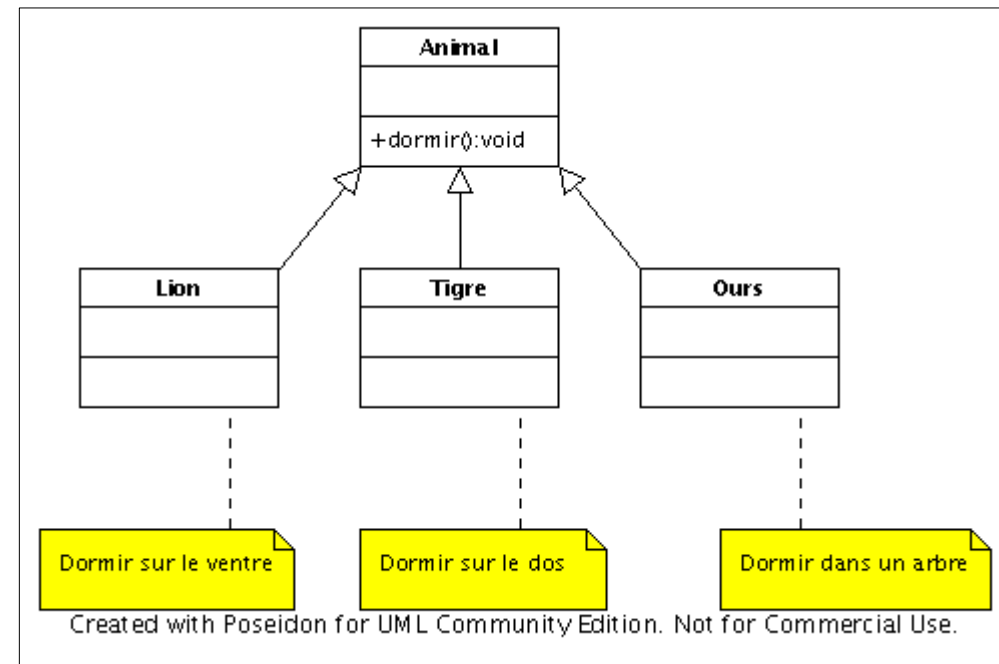 Animal
+dormir():void
Lion
Tigre
Ours
Dormir sur le ventre
Dormir sur le dos
Dormir dans un arbre
Created with Poseidon for UML Community Edition. Not for Commercial Use.